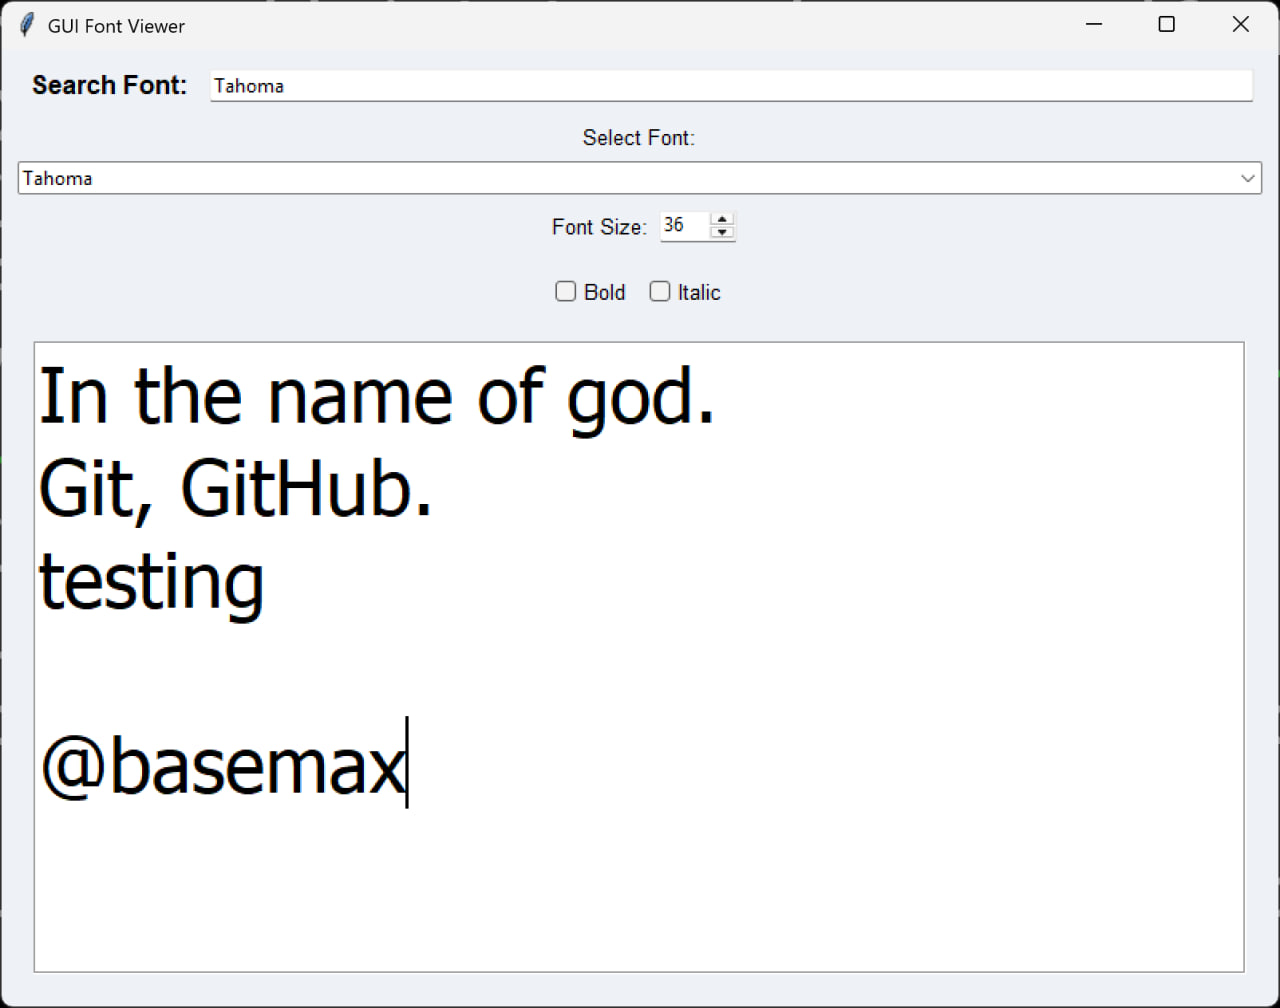 GUI Font Viewer
Search Font: Tahoma
Select Font:
Tahoma
Font Size: 36
Bold Italic
In the name of god.
Git, GitHub.
testing
@basemax